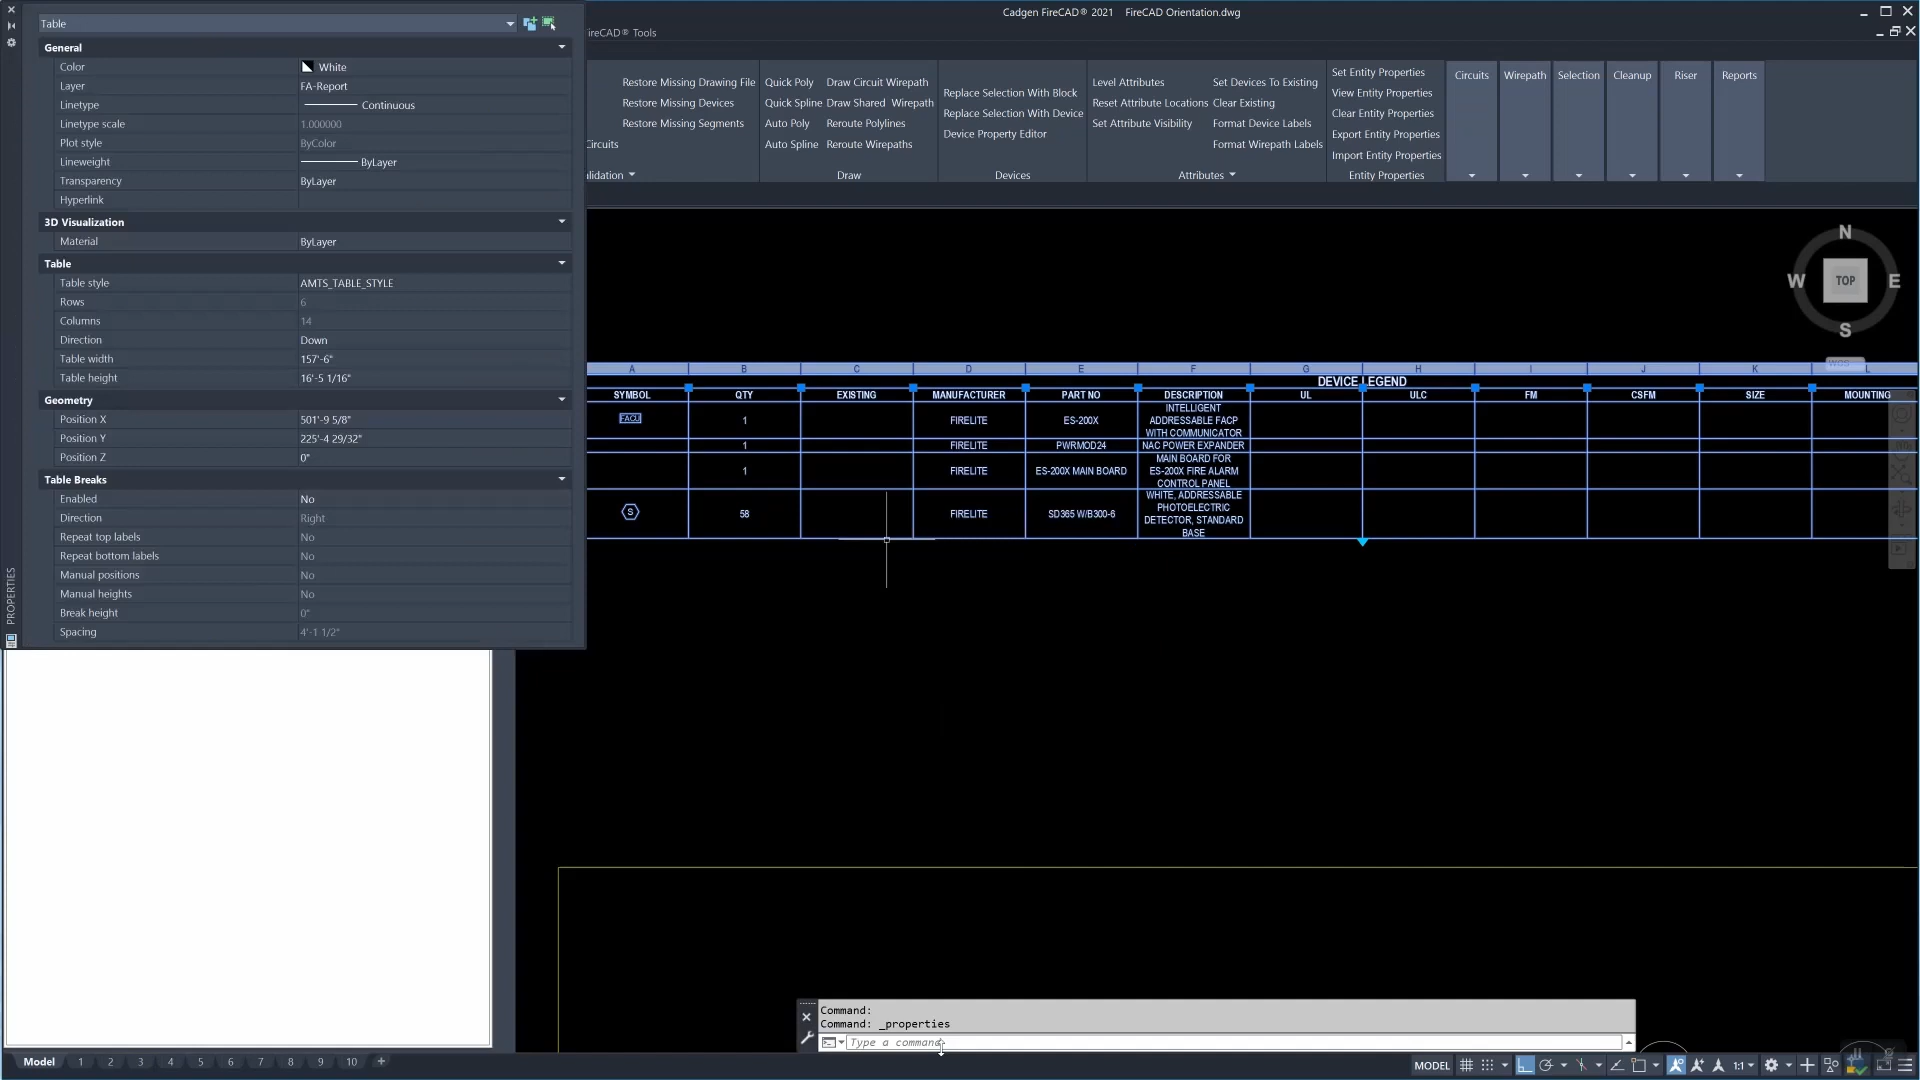 Cadgen FireCAD® 2021 FireCAD Orientation.dwg
Table
General
Color White
Layer FA-Report
Linetype Continuous
Linetype scale 1.000000
Plot style ByColor
Lineweight ByLayer
Transparency ByLayer
Hyperlink
3D Visualization
Material ByLayer
Table
Table style AMTS_TABLE_STYLE
Rows 6
Columns 14
Direction Down
Table width 157'-6"
Table height 16'-5 1/16"
Geometry
Position X 501'-9 5/8"
Position Y 225'-4 29/32"
Position Z 0"
Table Breaks
Enabled No
Direction Right
Repeat top labels No
Repeat bottom labels No
Manual positions No
Manual heights No
Break height 0"
Spacing 4'-1 1/2"
PROPERTIES
ireCAD® Tools
Restore Missing Drawing File
Restore Missing Devices
Restore Missing Segments
ircuits
lidation
Quick Poly Draw Circuit Wirepath
Quick Spline Draw Shared Wirepath
Auto Poly Reroute Polylines
Auto Spline Reroute Wirepaths
Draw
Replace Selection With Block
Replace Selection With Device
Device Property Editor
Devices
Level Attributes Set Devices To Existing
Reset Attribute Locations Clear Existing
Set Attribute Visibility Format Device Labels
Format Wirepath Labels
Attributes
Set Entity Properties
View Entity Properties
Clear Entity Properties
Export Entity Properties
Import Entity Properties
Entity Properties
Circuits Wirepath Selection Cleanup Riser Reports
N
W TOP E
S
WCS
A B C D E F G H I J K L
DEVICE LEGEND
SYMBOL QTY EXISTING MANUFACTURER PART NO DESCRIPTION UL ULC FM CSFM SIZE MOUNTING
FACU 1 FIRELITE ES-200X INTELLIGENT
ADDRESSABLE FACP
WITH COMMUNICATOR
1 FIRELITE PWRMOD24 NAC POWER EXPANDER
1 FIRELITE ES-200X MAIN BOARD MAIN BOARD FOR
ES-200X FIRE ALARM
CONTROL PANEL
S 58 FIRELITE SD365 W/B300-6 WHITE, ADDRESSABLE
PHOTOELECTRIC
DETECTOR, STANDARD
BASE
Command:
Command: _properties
Type a command
Model 1 2 3 4 5 6 7 8 9 10 +
MODEL 1:1